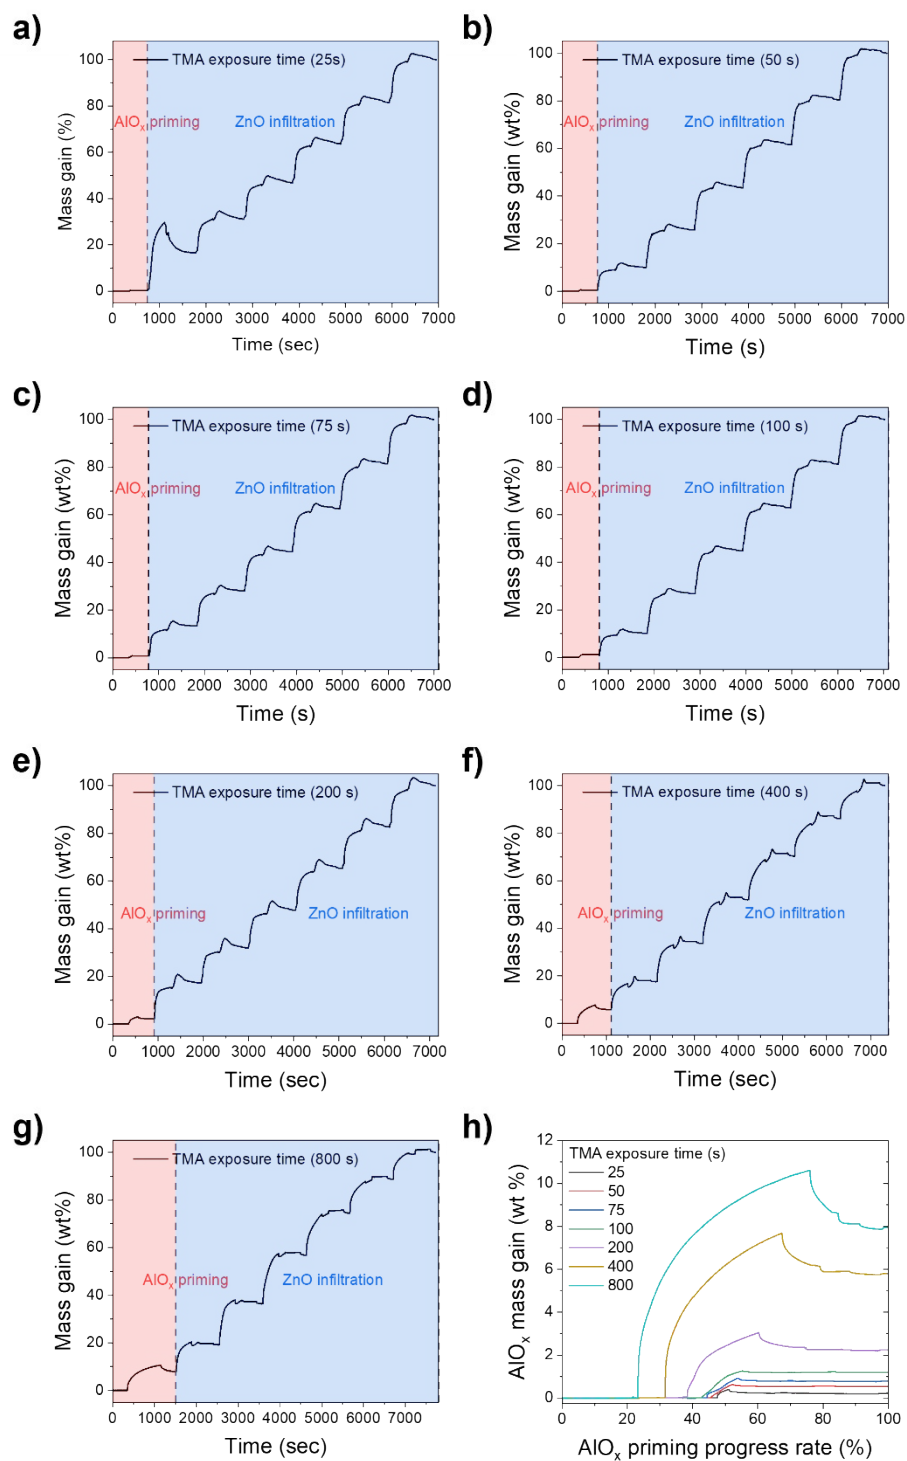 a)
TMA exposure time (25s)
AlOx priming
ZnO infiltration
Mass gain (%)
100
80
60
40
20
0
0 1000 2000 3000 4000 5000 6000 7000
Time (sec)
b)
TMA exposure time (50 s)
AlOx priming
ZnO infiltration
Mass gain (wt%)
100
80
60
40
20
0
0 1000 2000 3000 4000 5000 6000 7000
Time (s)
c)
TMA exposure time (75 s)
AlOx priming
ZnO infiltration
Mass gain (wt%)
100
80
60
40
20
0
0 1000 2000 3000 4000 5000 6000 7000
Time (s)
d)
TMA exposure time (100 s)
AlOx priming
ZnO infiltration
Mass gain (wt%)
100
80
60
40
20
0
0 1000 2000 3000 4000 5000 6000 7000
Time (s)
e)
TMA exposure time (200 s)
AlOx priming
ZnO infiltration
Mass gain (wt%)
100
80
60
40
20
0
0 1000 2000 3000 4000 5000 6000 7000
Time (sec)
f)
TMA exposure time (400 s)
AlOx priming
ZnO infiltration
Mass gain (wt%)
100
80
60
40
20
0
0 1000 2000 3000 4000 5000 6000 7000
Time (sec)
g)
TMA exposure time (800 s)
AlOx priming
ZnO infiltration
Mass gain (wt%)
100
80
60
40
20
0
0 1000 2000 3000 4000 5000 6000 7000
Time (sec)
h)
TMA exposure time (s)
25
50
75
100
200
400
800
AlOx mass gain (wt %)
12
10
8
6
4
2
0
0 20 40 60 80 100
AlOx priming progress rate (%)